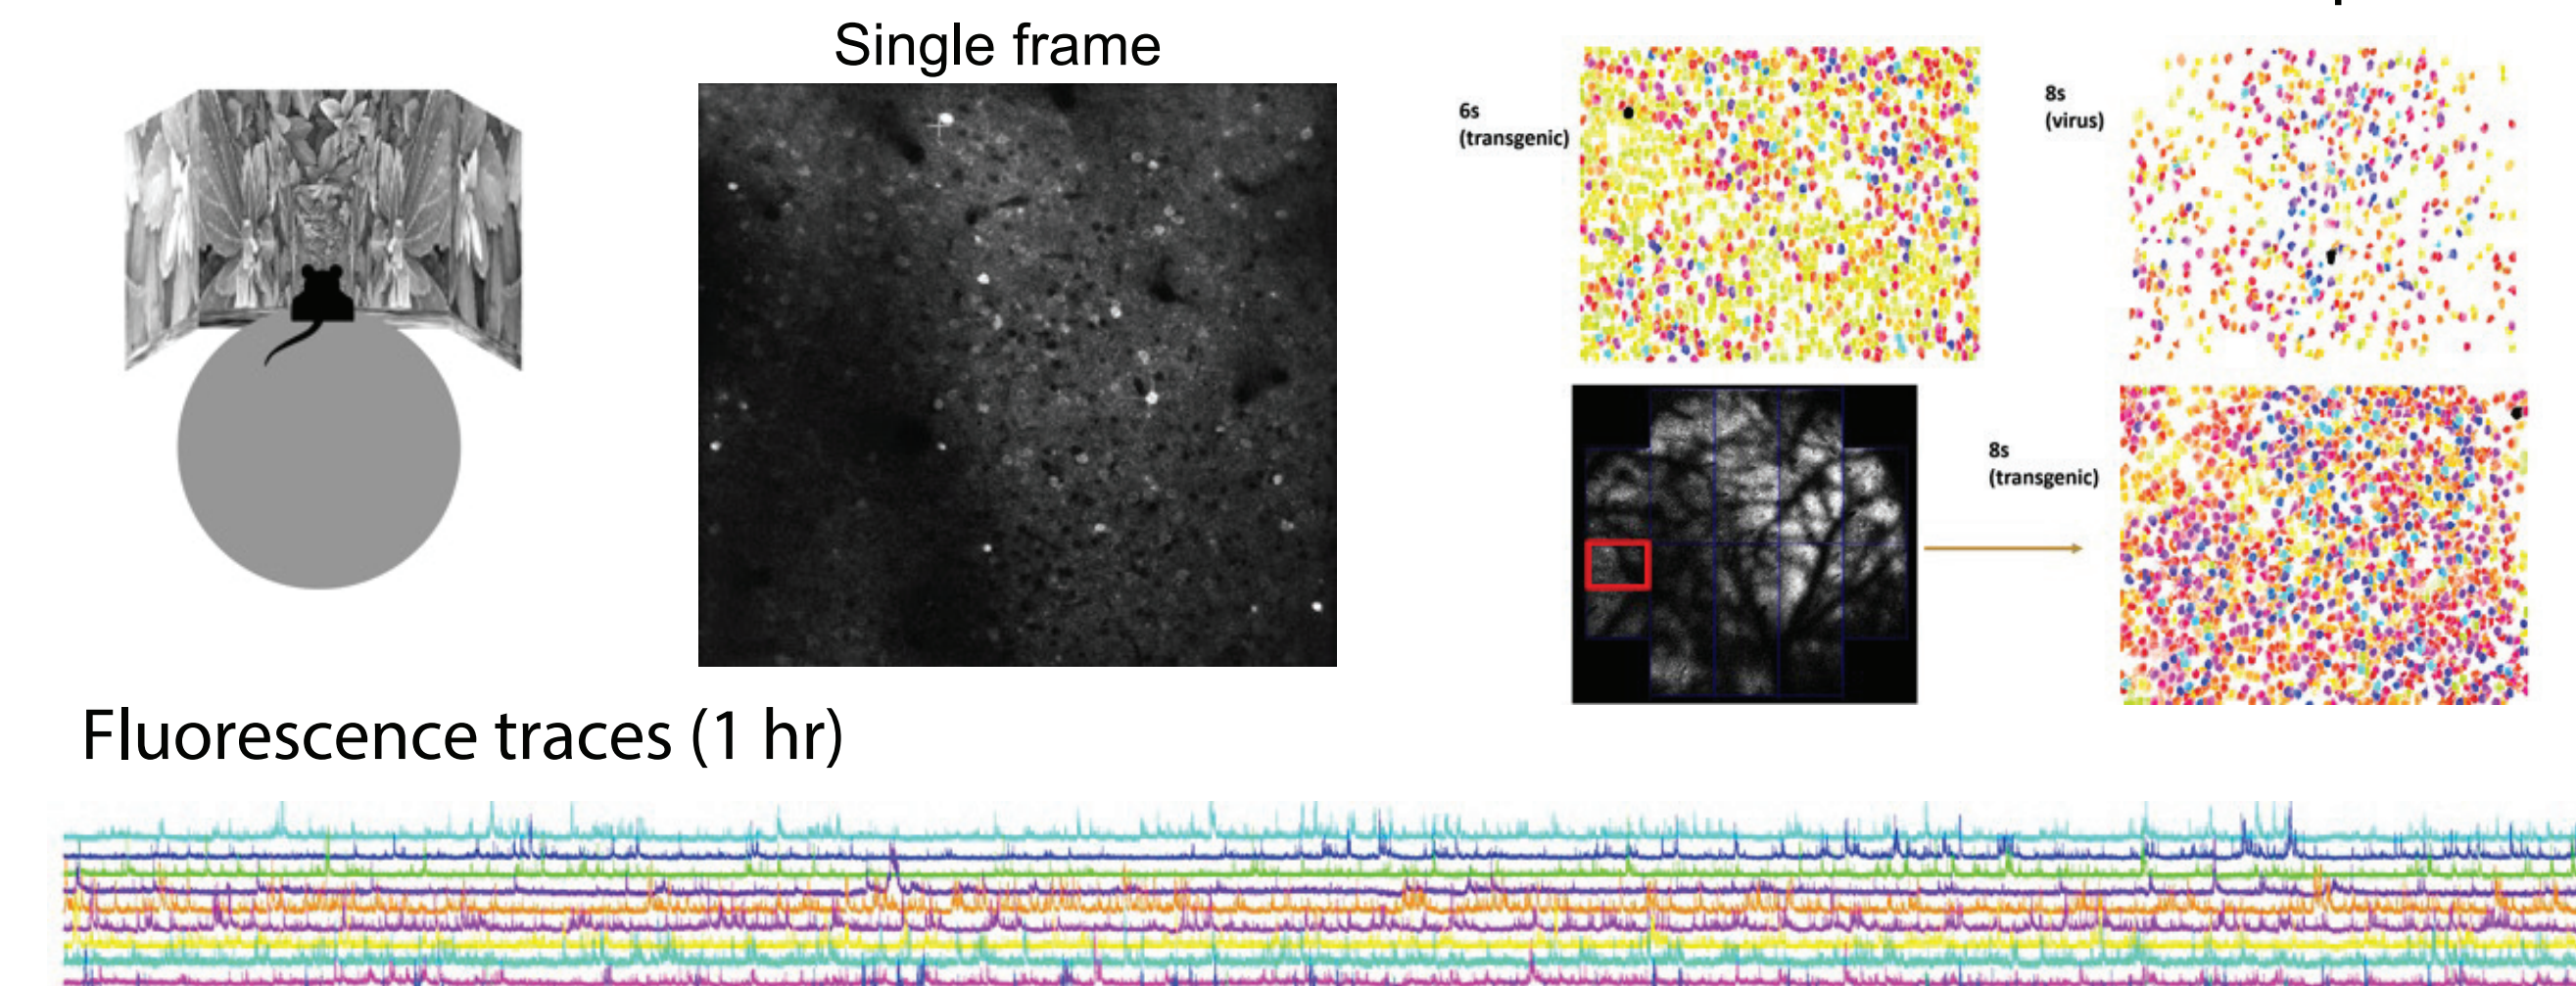 Single frame
6s
(transgenic)
8s
(virus)
8s
(transgenic)
Fluorescence traces (1 hr)